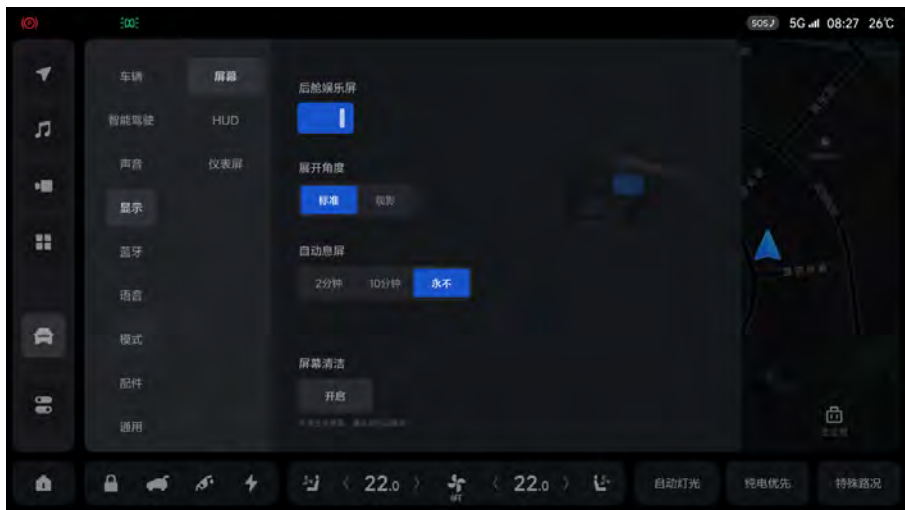 SOS 5G 08:27 26℃
车辆
智能驾驶
声音
显示
蓝牙
语音
模式
配件
通用
屏幕
HUD
仪表屏
后舱娱乐屏
展开角度
标准 观影
自动息屏
2分钟 10分钟 永不
屏幕清洁
开启
22.0 OFF 22.0
自动灯光 纯电优先 特殊路况